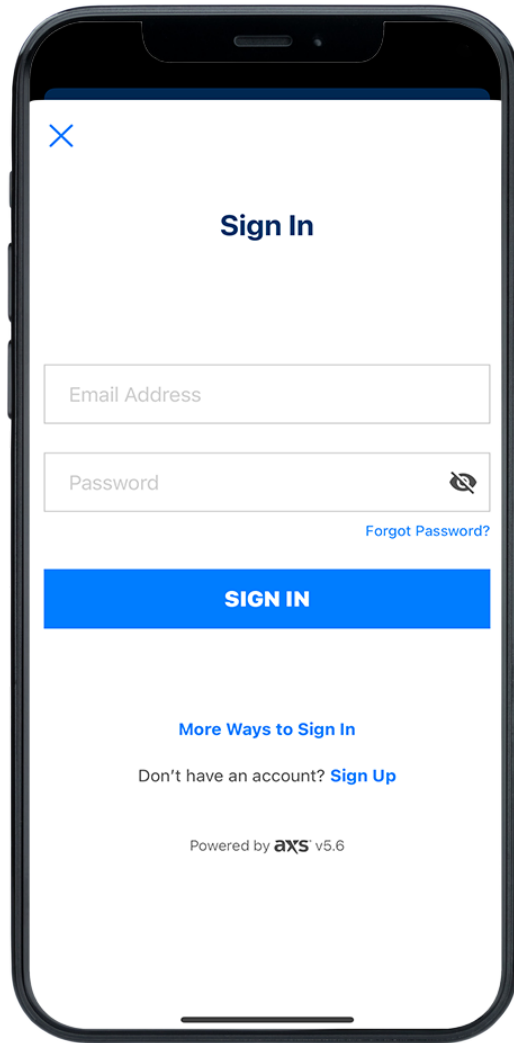 Sign In
Email Address
Password
Forgot Password?
SIGN IN
More Ways to Sign In
Don't have an account? Sign Up
Powered by axs v5.6